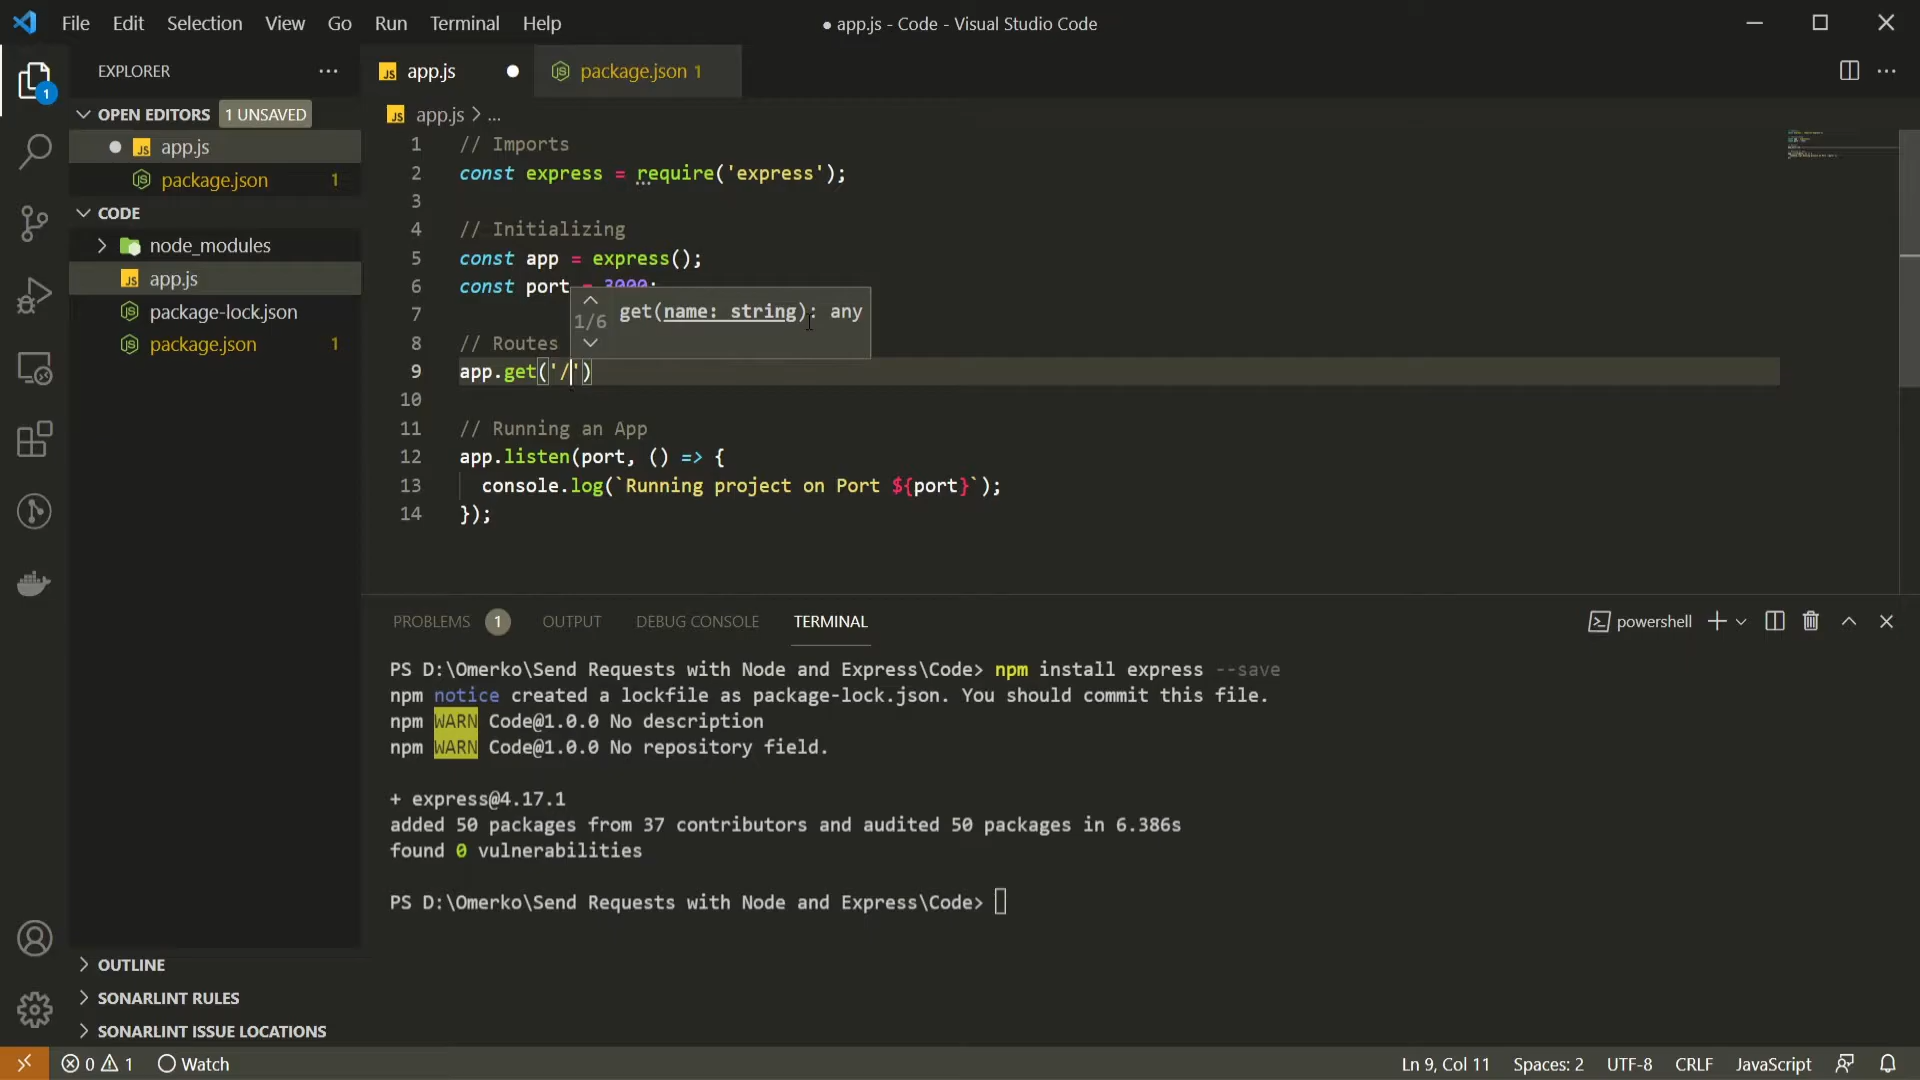 File Edit Selection View Go Run Terminal Help
● app.js - Code - Visual Studio Code
EXPLORER
OPEN EDITORS 1 UNSAVED
app.js
package.json 1
CODE
node_modules
app.js
package-lock.json
package.json 1
OUTLINE
SONARLINT RULES
SONARLINT ISSUE LOCATIONS
app.js
package.json 1
app.js > ...
1 // Imports
2 const express = require('express');
3
4 // Initializing
5 const app = express();
6 const port = 3000;
7
1/6 get(name: string): any
8 // Routes
9 app.get('/')
10
11 // Running an App
12 app.listen(port, () => {
13 console.log(`Running project on Port ${port}`);
14 });
PROBLEMS 1 OUTPUT DEBUG CONSOLE TERMINAL
powershell
PS D:\Omerko\Send Requests with Node and Express\Code> npm install express --save
npm notice created a lockfile as package-lock.json. You should commit this file.
npm WARN Code@1.0.0 No description
npm WARN Code@1.0.0 No repository field.
+ express@4.17.1
added 50 packages from 37 contributors and audited 50 packages in 6.386s
found 0 vulnerabilities
PS D:\Omerko\Send Requests with Node and Express\Code>
0 1 Watch
Ln 9, Col 11 Spaces: 2 UTF-8 CRLF JavaScript